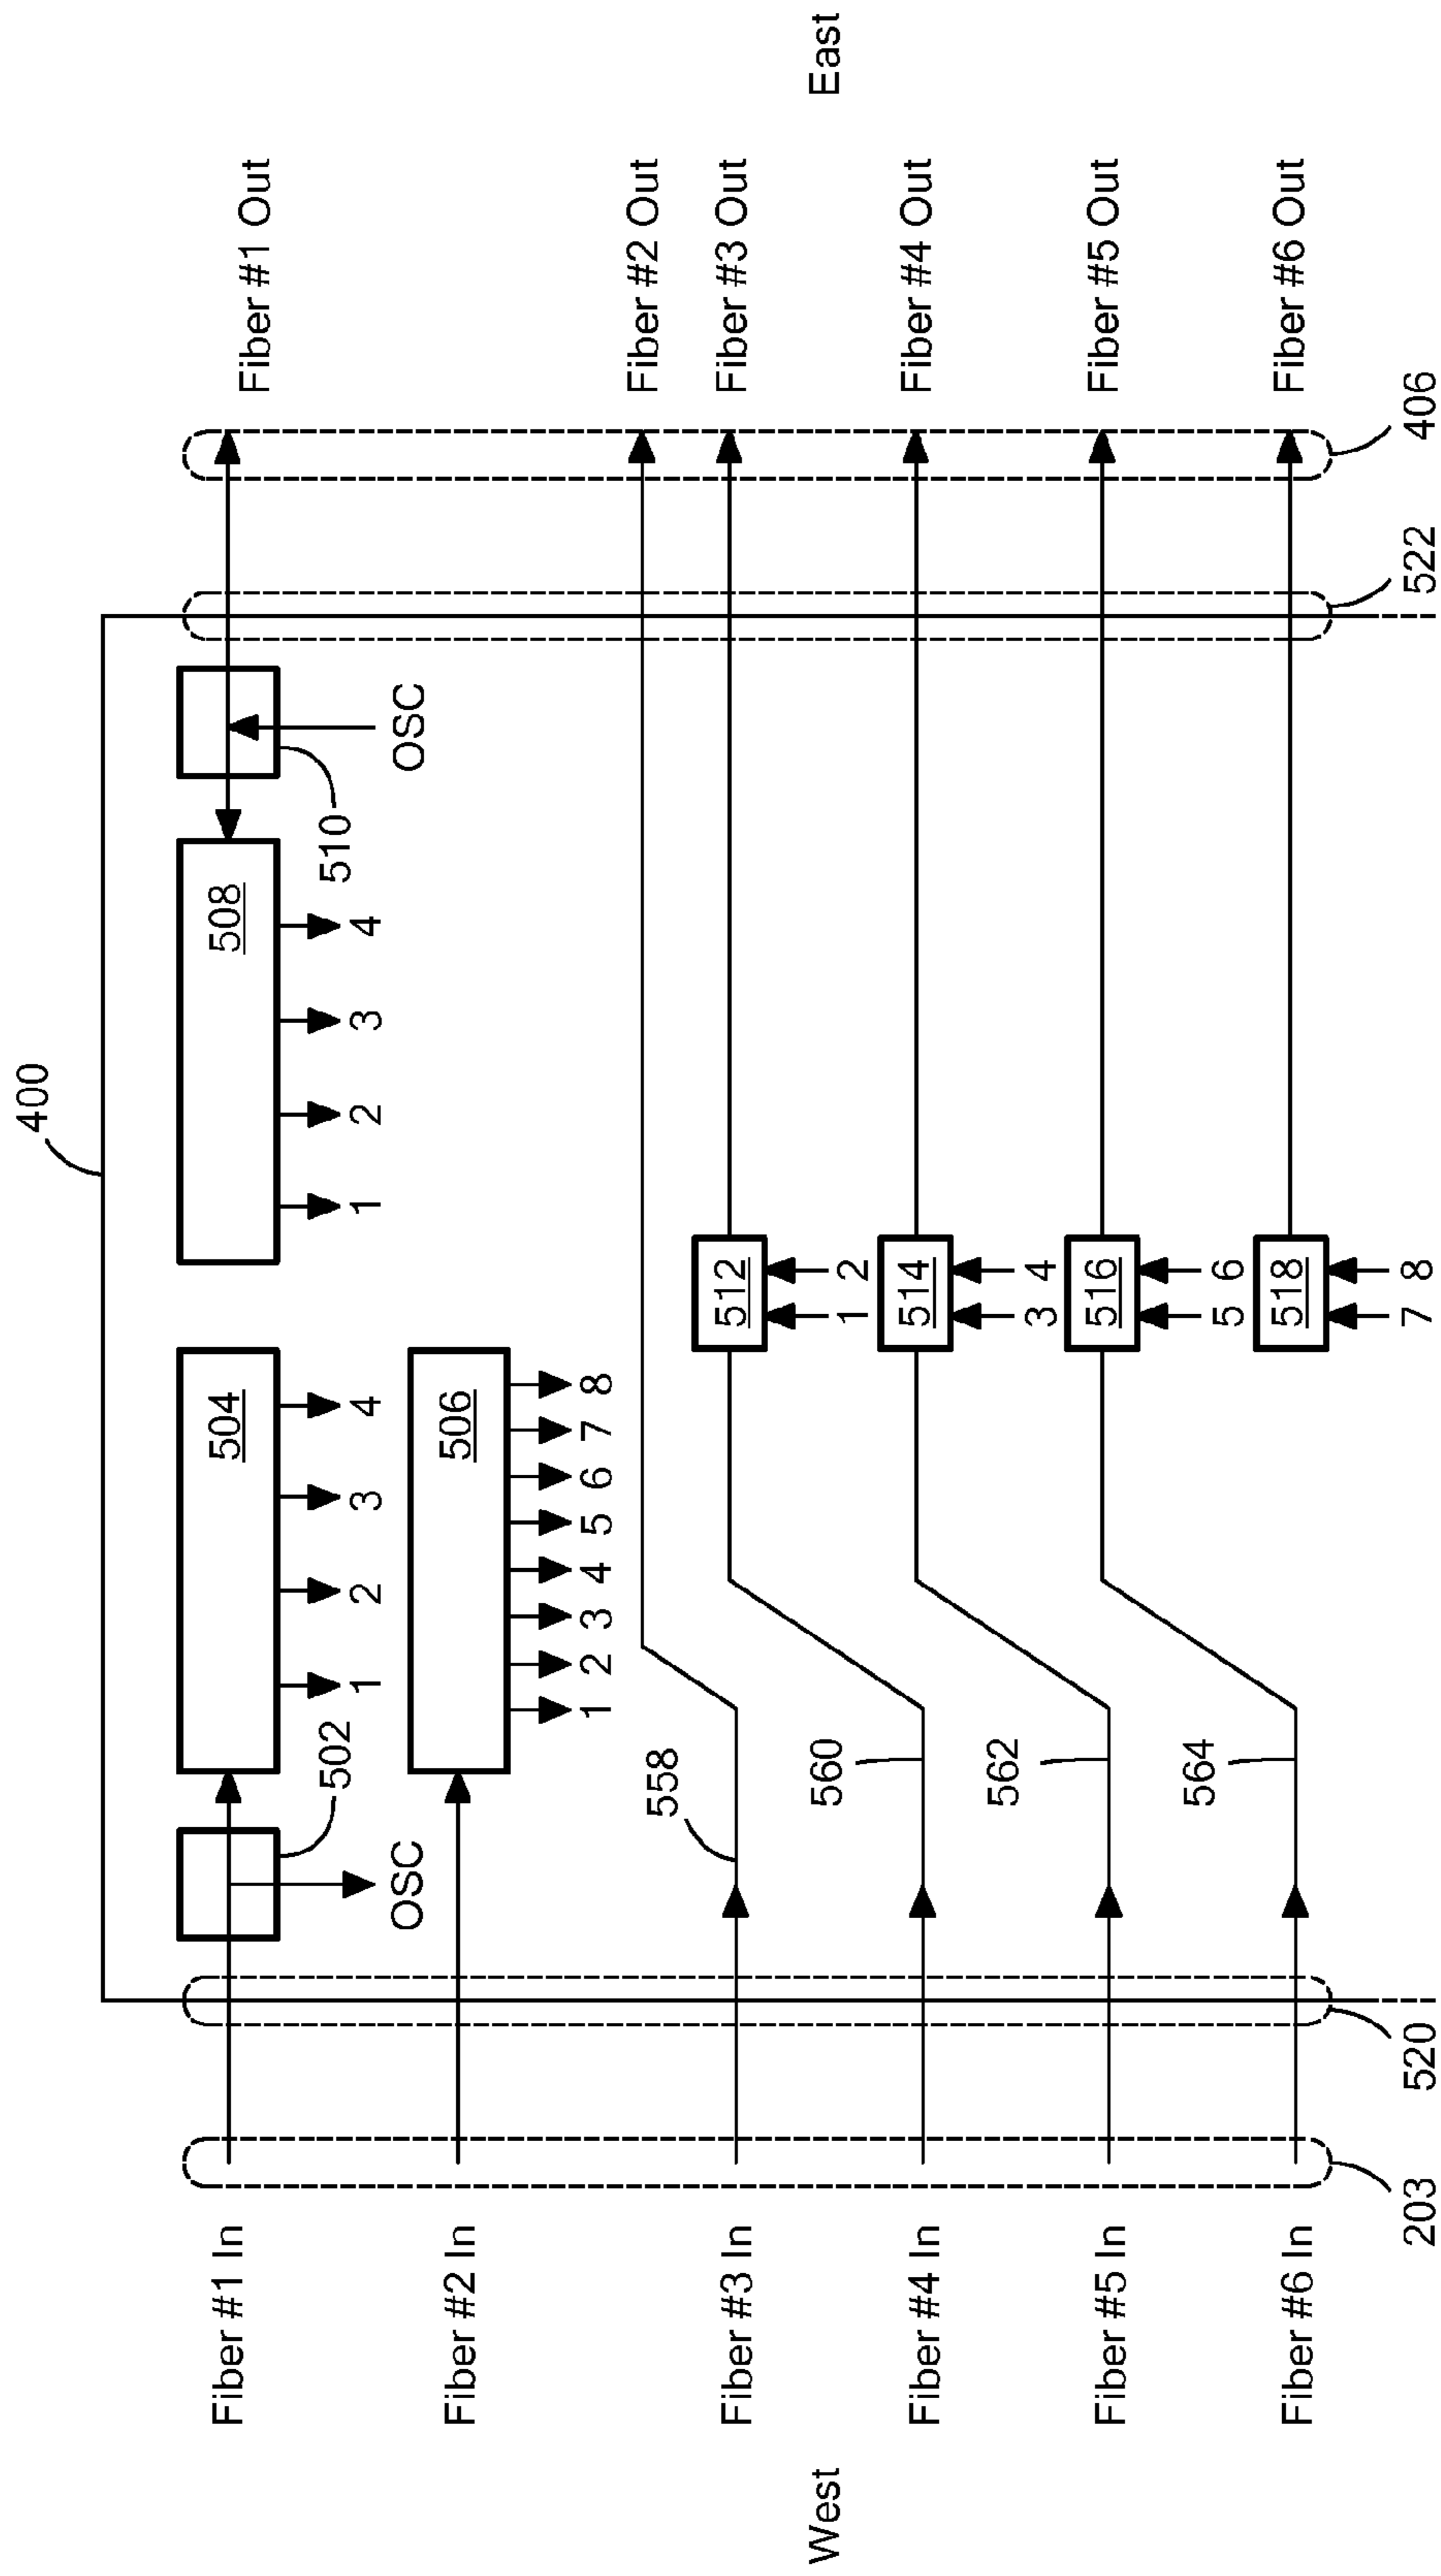 400
West
East
Fiber #1 In
502
OSC
504
1 2 3 4
508
1 2 3 4
510
OSC
Fiber #1 Out
Fiber #2 In
506
1 2 3 4 5 6 7 8
Fiber #2 Out
Fiber #3 In
558
512
1 2
Fiber #3 Out
Fiber #4 In
560
514
3 4
Fiber #4 Out
Fiber #5 In
562
516
5 6
Fiber #5 Out
Fiber #6 In
564
518
7 8
Fiber #6 Out
203
520
522
406